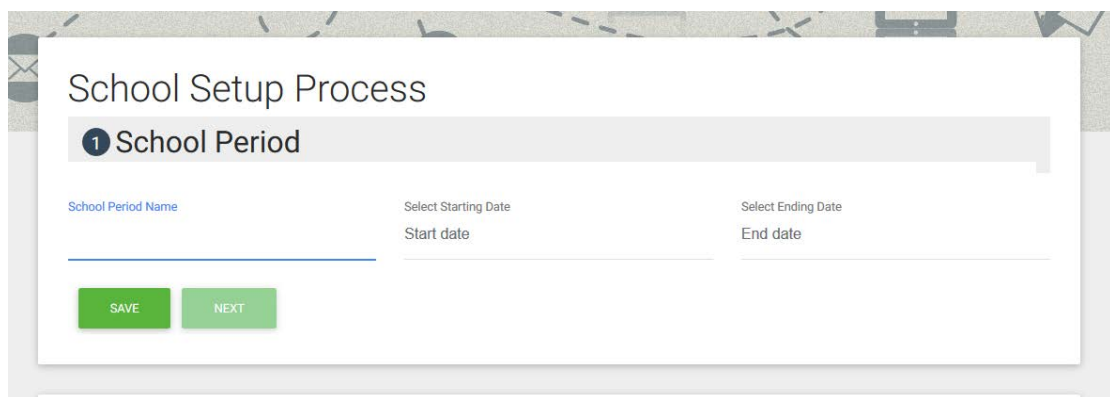 School Setup Process
1 School Period
School Period Name
Select Starting Date
Start date
Select Ending Date
End date
SAVE
NEXT